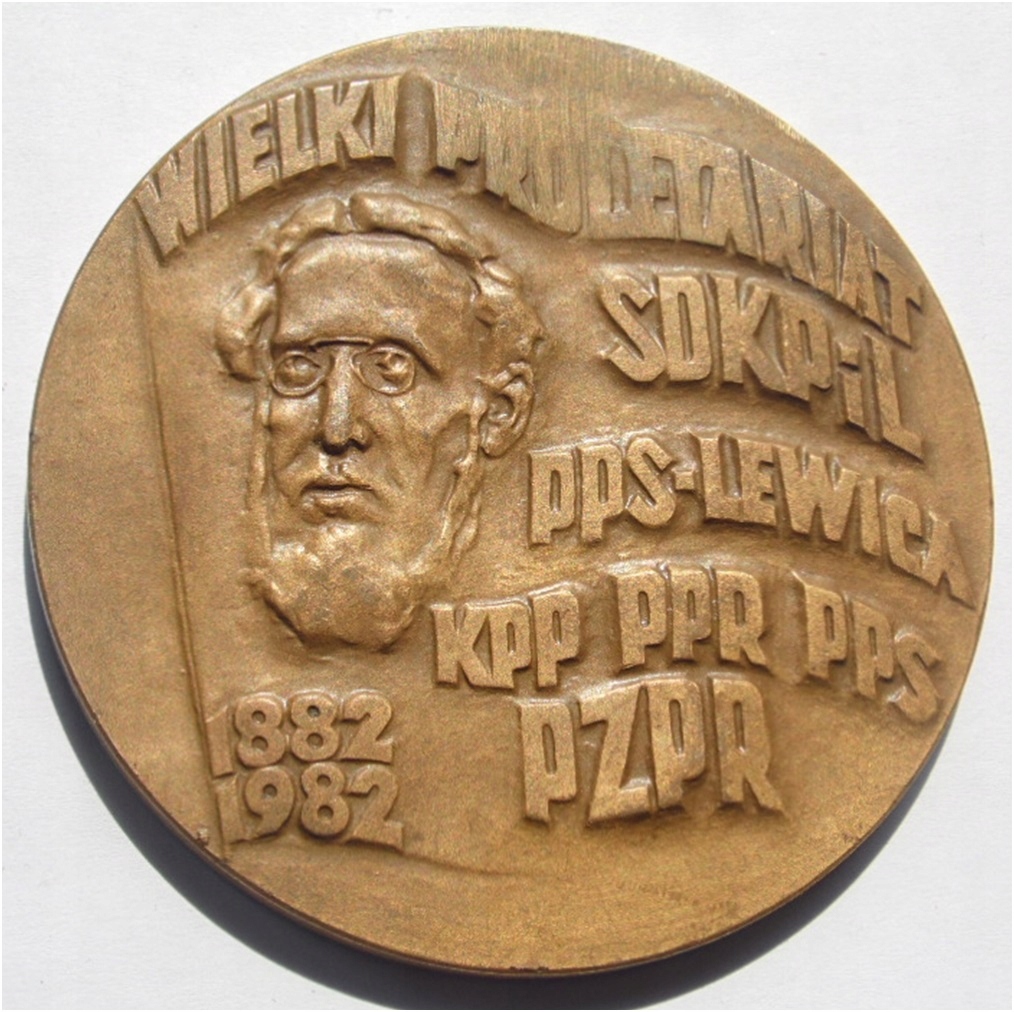 WIELKI PROLETARIAT
SDKPiL
PPS-LEWICA
KPP PPR PPS
PZPR
1882
1982